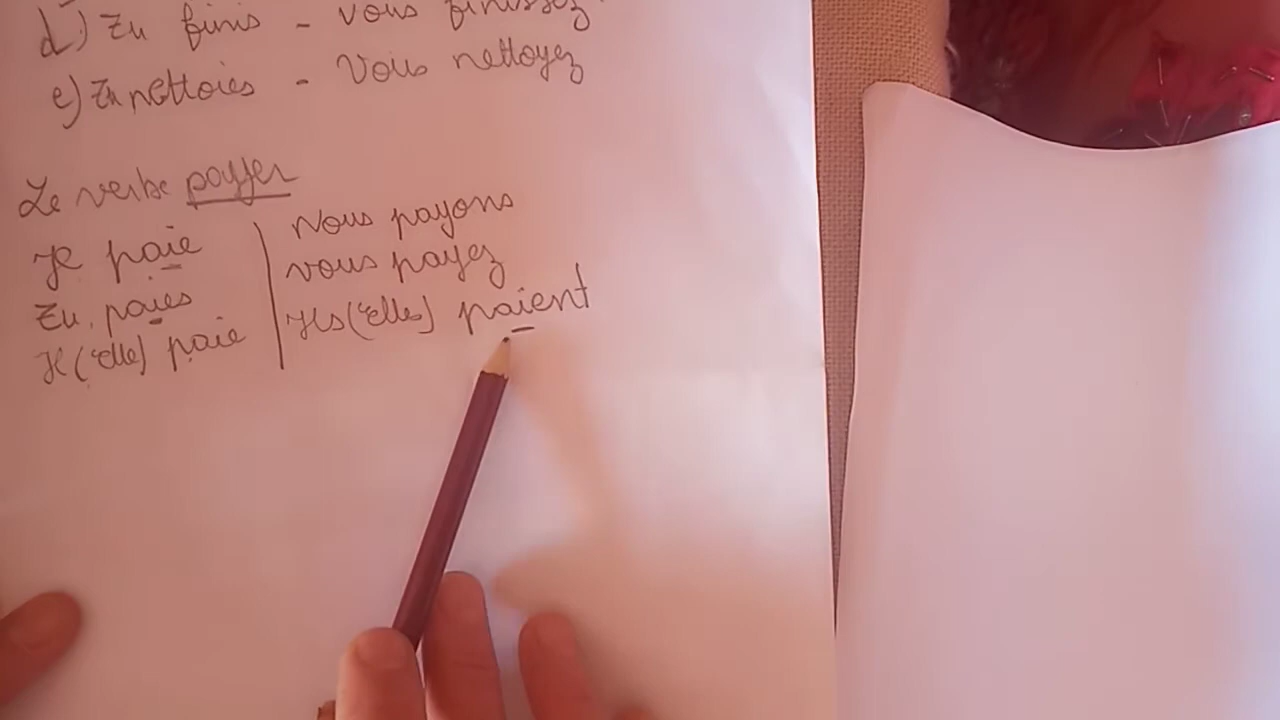 d.) Tu finis - vous finissez
e) Tu nettoies - Vous nettoyez
Le verbe payer
Je paie
Tu paies
Il (elle) paie
Nous payons
vous payez
Ils (elles) paient